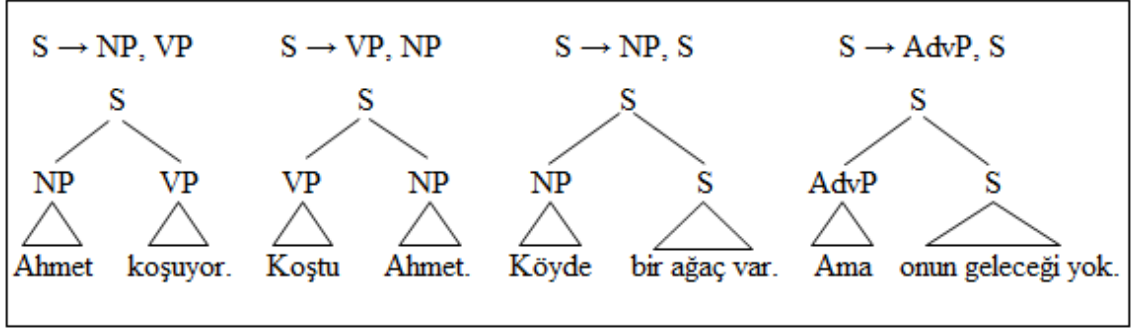 S → NP, VP S → VP, NP S → NP, S S → AdvP, S
S S S S
NP VP VP NP NP S AdvP S
Ahmet koşuyor. Koştu Ahmet. Köyde bir ağaç var. Ama onun geleceği yok.